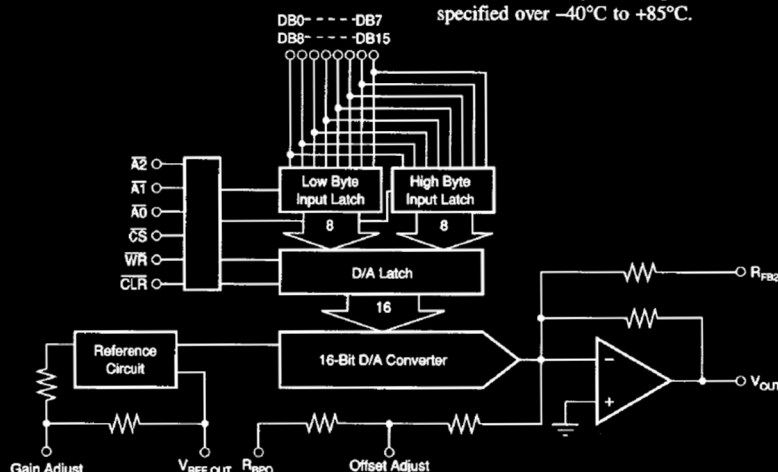 specified over –40°C to +85°C.
DB0 - - - - - DB7
DB8 - - - - - DB15
A2
A1
A0
CS
WR
CLR
Low Byte
Input Latch
High Byte
Input Latch
8
8
D/A Latch
16
Reference
Circuit
16-Bit D/A Converter
RFB2
–
+
VOUT
Gain Adjust
VREF OUT
RBPO
Offset Adjust